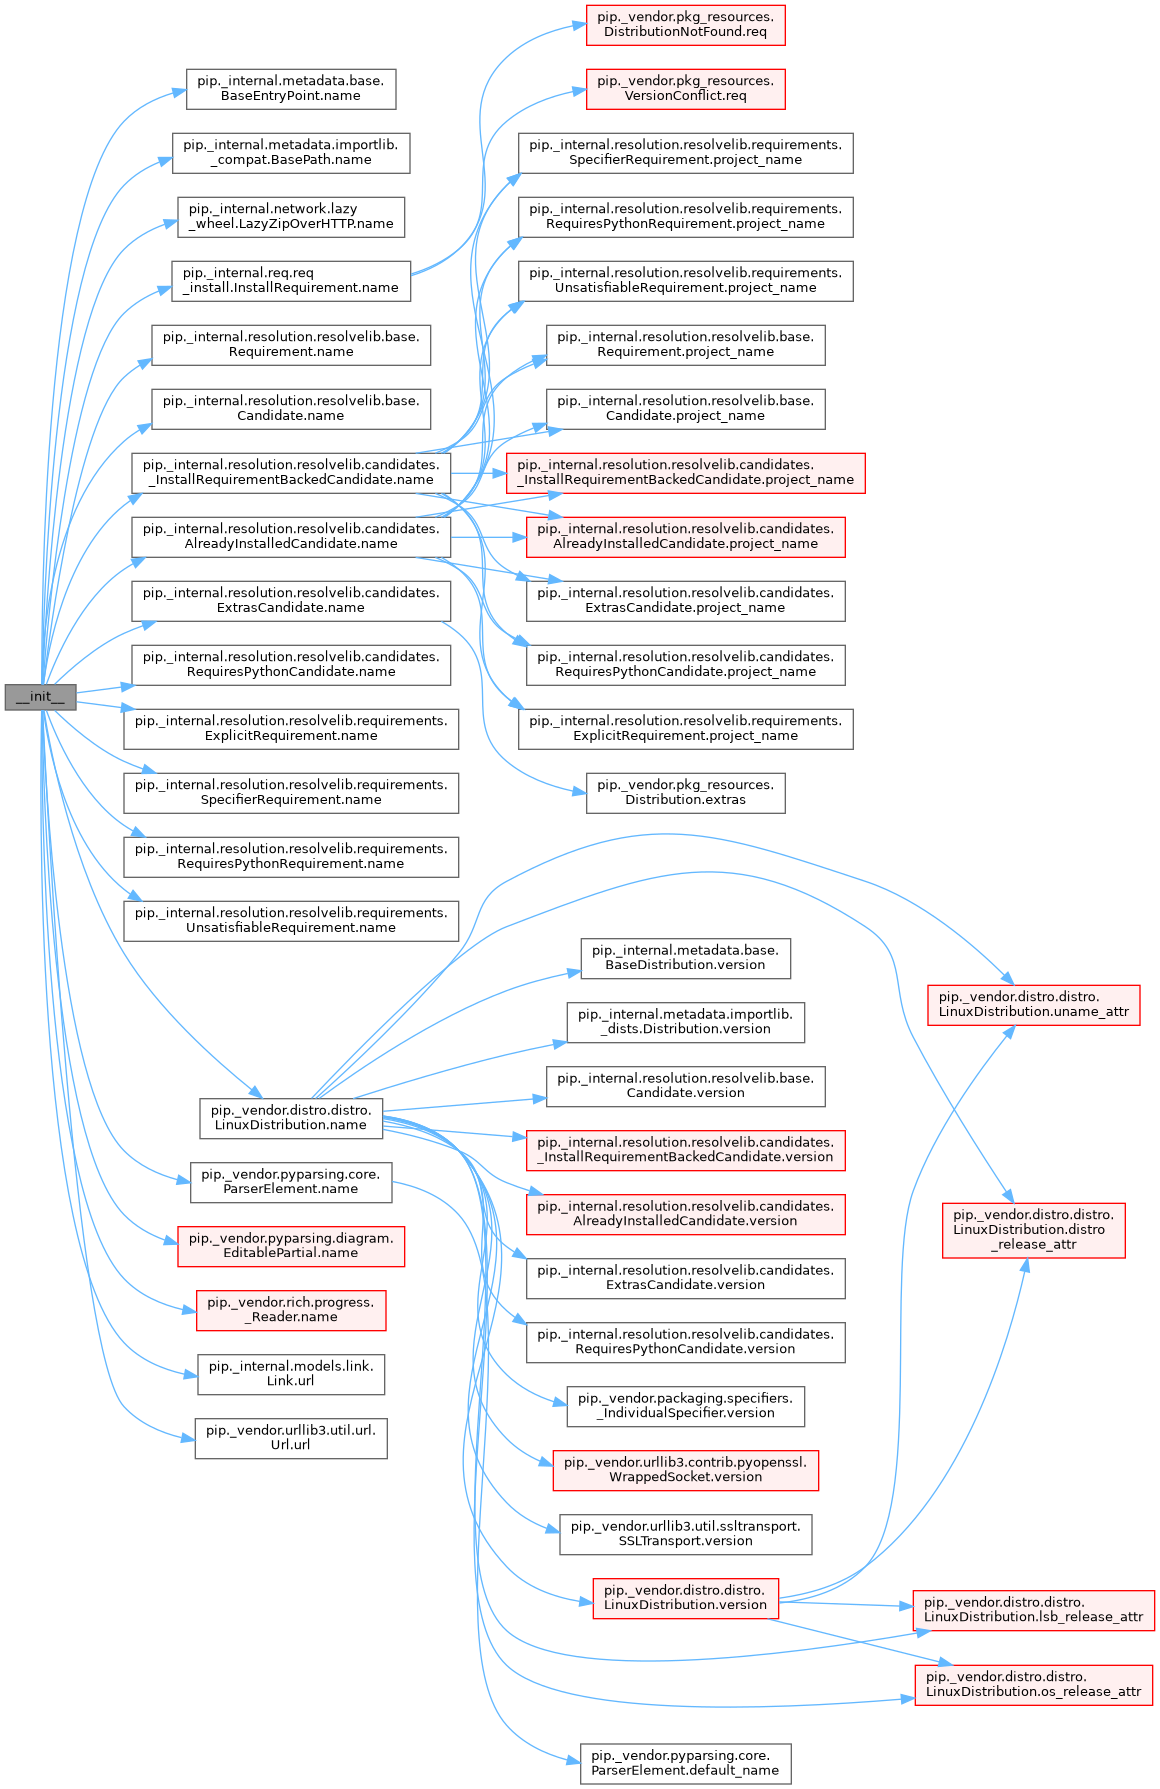 __init__
pip._internal.metadata.base.
BaseEntryPoint.name
pip._internal.metadata.importlib.
_compat.BasePath.name
pip._internal.network.lazy
_wheel.LazyZipOverHTTP.name
pip._internal.req.req
_install.InstallRequirement.name
pip._internal.resolution.resolvelib.base.
Requirement.name
pip._internal.resolution.resolvelib.base.
Candidate.name
pip._internal.resolution.resolvelib.candidates.
_InstallRequirementBackedCandidate.name
pip._internal.resolution.resolvelib.candidates.
AlreadyInstalledCandidate.name
pip._internal.resolution.resolvelib.candidates.
ExtrasCandidate.name
pip._internal.resolution.resolvelib.candidates.
RequiresPythonCandidate.name
pip._internal.resolution.resolvelib.requirements.
ExplicitRequirement.name
pip._internal.resolution.resolvelib.requirements.
SpecifierRequirement.name
pip._internal.resolution.resolvelib.requirements.
RequiresPythonRequirement.name
pip._internal.resolution.resolvelib.requirements.
UnsatisfiableRequirement.name
pip._vendor.distro.distro.
LinuxDistribution.name
pip._vendor.pyparsing.core.
ParserElement.name
pip._vendor.pyparsing.diagram.
EditablePartial.name
pip._vendor.rich.progress.
_Reader.name
pip._internal.models.link.
Link.url
pip._vendor.urllib3.util.url.
Url.url
pip._vendor.pkg_resources.
DistributionNotFound.req
pip._vendor.pkg_resources.
VersionConflict.req
pip._internal.resolution.resolvelib.requirements.
SpecifierRequirement.project_name
pip._internal.resolution.resolvelib.requirements.
RequiresPythonRequirement.project_name
pip._internal.resolution.resolvelib.requirements.
UnsatisfiableRequirement.project_name
pip._internal.resolution.resolvelib.base.
Requirement.project_name
pip._internal.resolution.resolvelib.base.
Candidate.project_name
pip._internal.resolution.resolvelib.candidates.
_InstallRequirementBackedCandidate.project_name
pip._internal.resolution.resolvelib.candidates.
AlreadyInstalledCandidate.project_name
pip._internal.resolution.resolvelib.candidates.
ExtrasCandidate.project_name
pip._internal.resolution.resolvelib.candidates.
RequiresPythonCandidate.project_name
pip._internal.resolution.resolvelib.requirements.
ExplicitRequirement.project_name
pip._vendor.pkg_resources.
Distribution.extras
pip._internal.metadata.base.
BaseDistribution.version
pip._internal.metadata.importlib.
_dists.Distribution.version
pip._internal.resolution.resolvelib.base.
Candidate.version
pip._internal.resolution.resolvelib.candidates.
_InstallRequirementBackedCandidate.version
pip._internal.resolution.resolvelib.candidates.
AlreadyInstalledCandidate.version
pip._internal.resolution.resolvelib.candidates.
ExtrasCandidate.version
pip._internal.resolution.resolvelib.candidates.
RequiresPythonCandidate.version
pip._vendor.packaging.specifiers.
_IndividualSpecifier.version
pip._vendor.urllib3.contrib.pyopenssl.
WrappedSocket.version
pip._vendor.urllib3.util.ssltransport.
SSLTransport.version
pip._vendor.distro.distro.
LinuxDistribution.version
pip._vendor.pyparsing.core.
ParserElement.default_name
pip._vendor.distro.distro.
LinuxDistribution.uname_attr
pip._vendor.distro.distro.
LinuxDistribution.distro
_release_attr
pip._vendor.distro.distro.
LinuxDistribution.lsb_release_attr
pip._vendor.distro.distro.
LinuxDistribution.os_release_attr